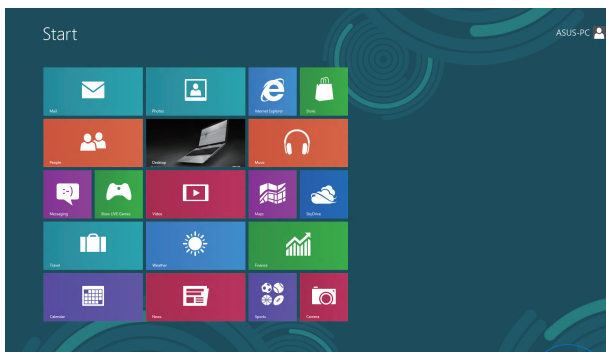 Start
ASUS-PC
Mail
Photos
Internet Explorer
Store
People
Desktop
Music
Messaging
Xbox LIVE Games
Video
Maps
SkyDrive
Travel
Weather
Finance
Calendar
News
Sports
Camera